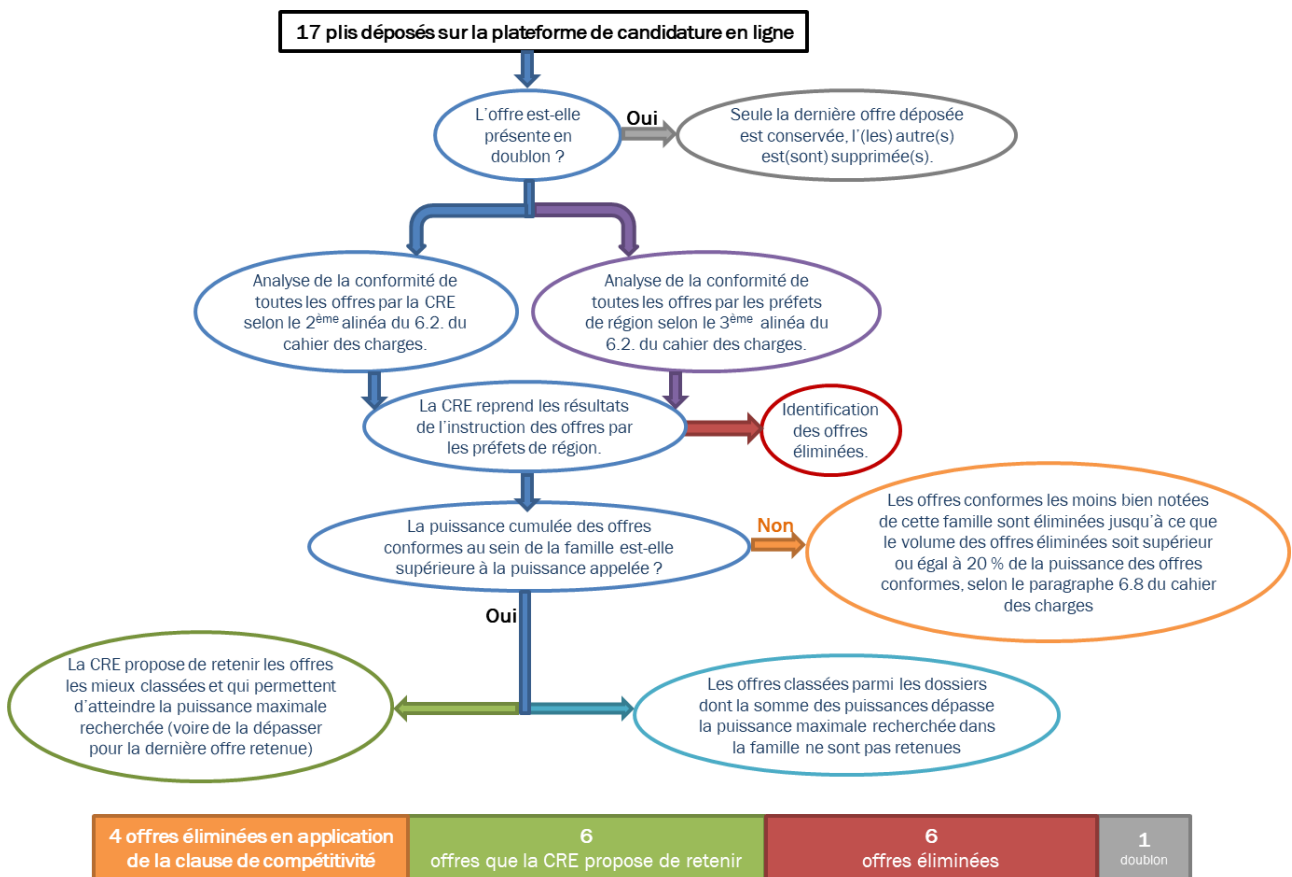 17 plis déposés sur la plateforme de candidature en ligne
L'offre est-elle
présente en
doublon ?
Oui
Seule la dernière offre déposée
est conservée, l'(les) autre(s)
est(sont) supprimée(s).
Analyse de la conformité de
toutes les offres par la CRE
selon le 2ème alinéa du 6.2. du
cahier des charges.
Analyse de la conformité de
toutes les offres par les préfets
de région selon le 3ème alinéa du
6.2. du cahier des charges.
La CRE reprend les résultats
de l'instruction des offres par
les préfets de région.
Identification
des offres
éliminées.
La puissance cumulée des offres
conformes au sein de la famille est-elle
supérieure à la puissance appelée ?
Non
Les offres conformes les moins bien notées
de cette famille sont éliminées jusqu'à ce que
le volume des offres éliminées soit supérieur
ou égal à 20 % de la puissance des offres
conformes, selon le paragraphe 6.8 du cahier
des charges
Oui
La CRE propose de retenir les offres
les mieux classées et qui permettent
d'atteindre la puissance maximale
recherchée (voire de la dépasser
pour la dernière offre retenue)
Les offres classées parmi les dossiers
dont la somme des puissances dépasse
la puissance maximale recherchée dans
la famille ne sont pas retenues
4 offres éliminées en application
de la clause de compétitivité
6
offres que la CRE propose de retenir
6
offres éliminées
1
doublon